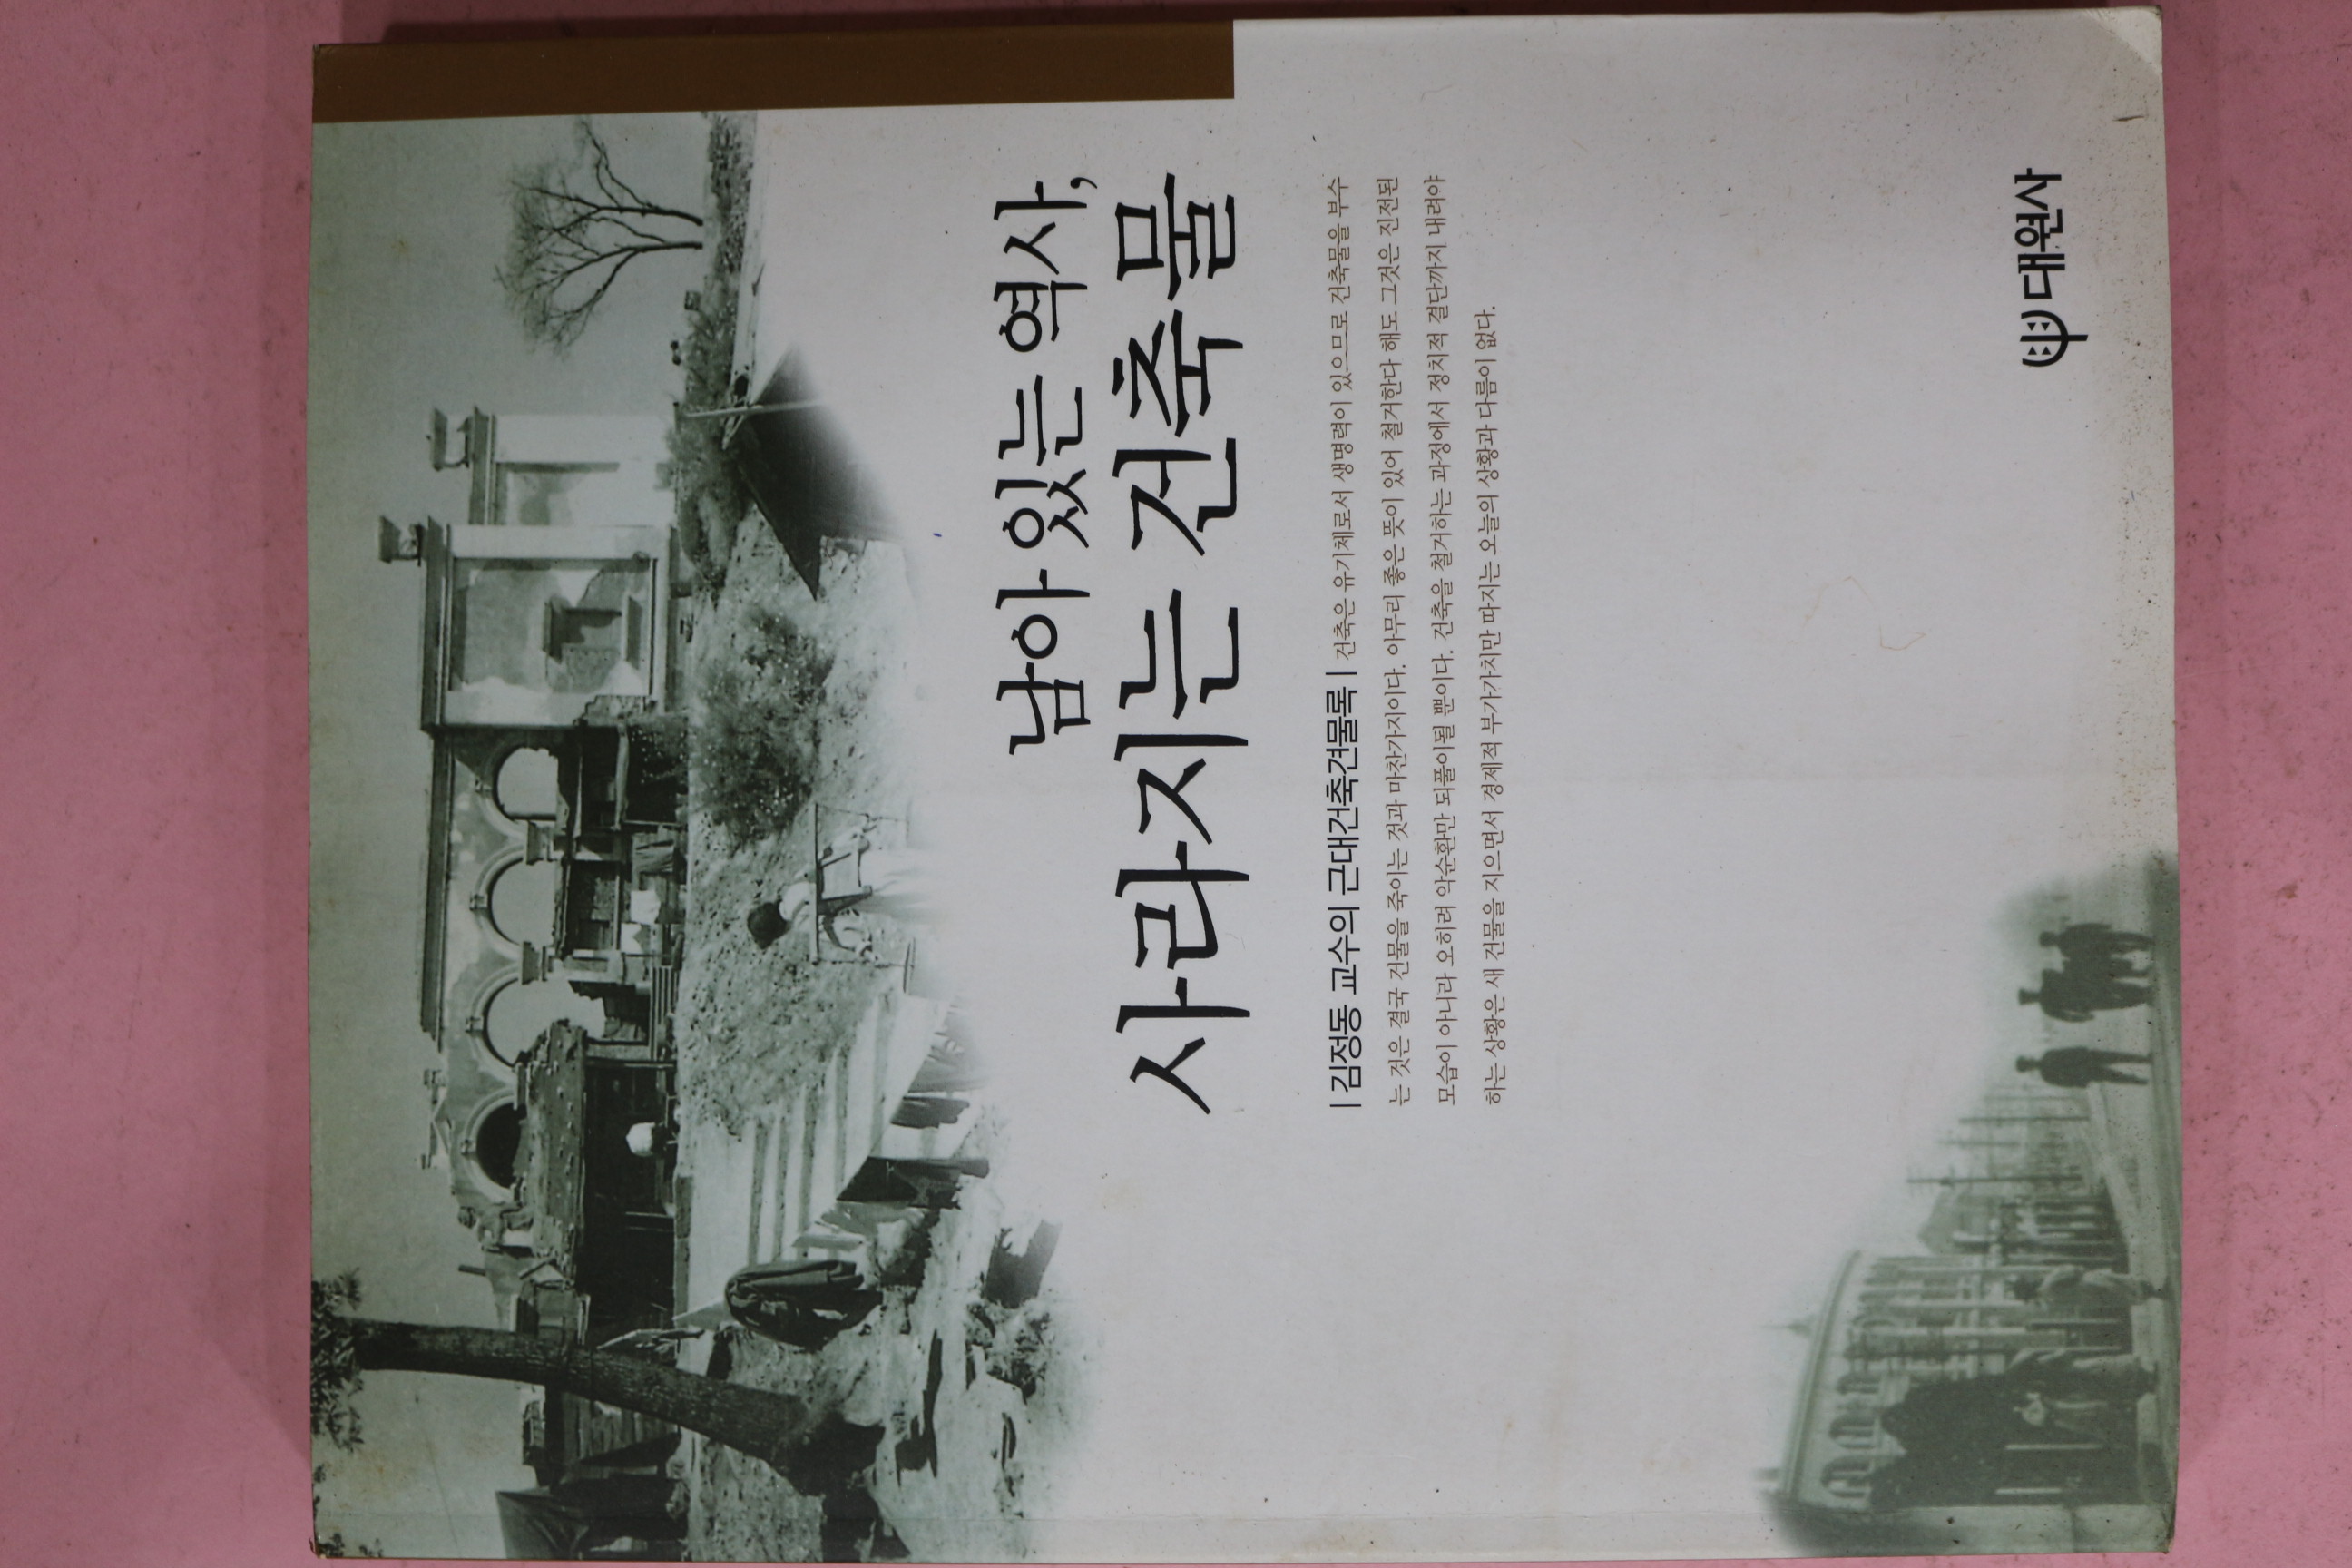 남아 있는 역사,
사라지는 건축물
| 김정동 교수의 근대건축견물록 | 건축은 유기체로서 생명력이 있으므로 건축물을 부수
는 것은 결국 건물을 죽이는 것과 마찬가지이다. 아무리 좋은 뜻이 있어 철거한다 해도 그것은 진전된
모습이 아니라 오히려 악순환만 되풀이될 뿐이다. 건축을 철거하는 과정에서 정치적 결단까지 내려야
하는 상황은 새 건물을 지으면서 경제적 부가가치만 따지는 오늘의 상황과 다름이 없다.
대원사